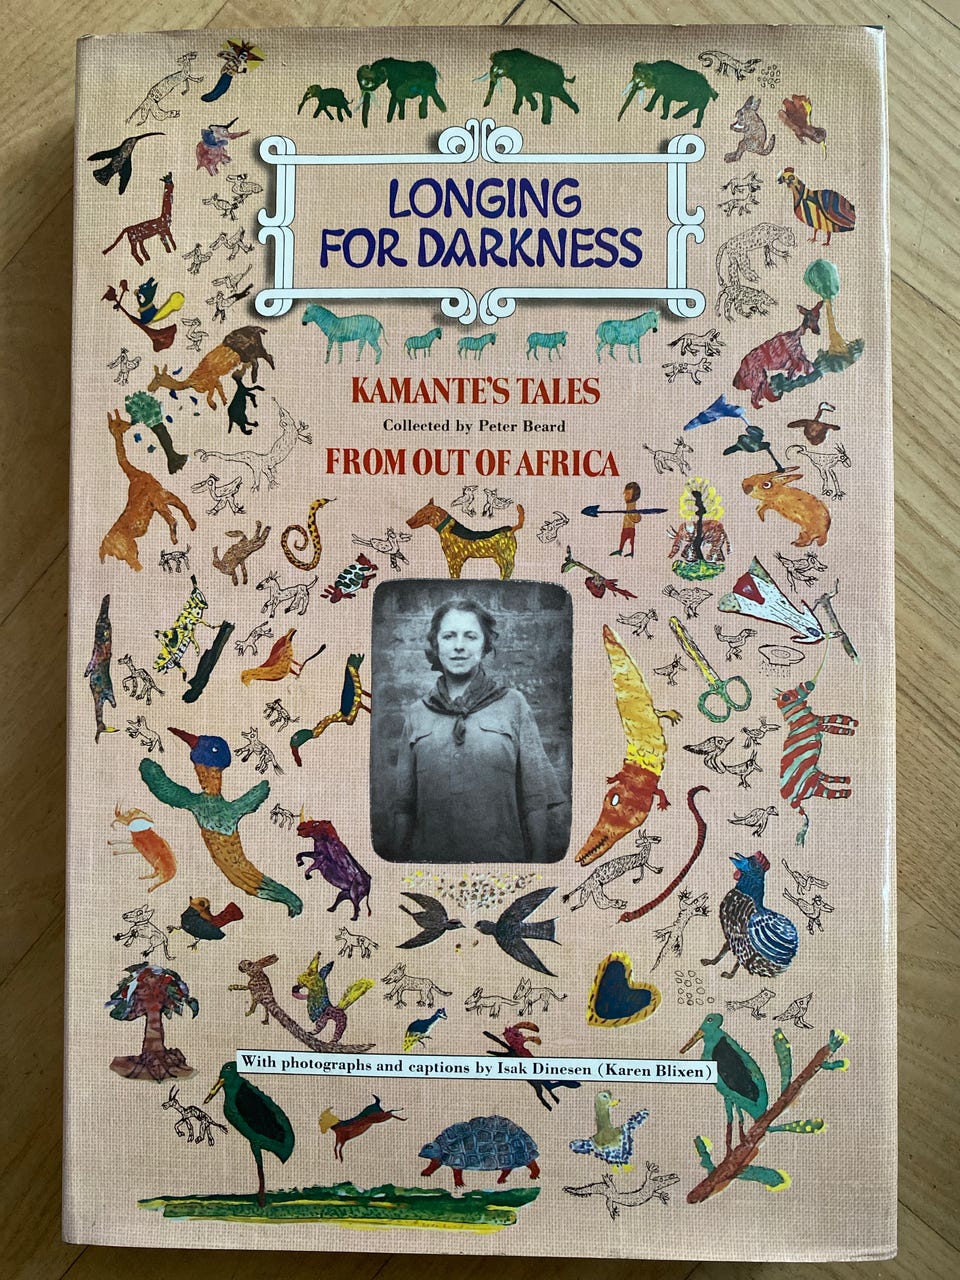 LONGING
FOR DARKNESS
KAMANTE'S TALES
Collected by Peter Beard
FROM OUT OF AFRICA
With photographs and captions by Isak Dinesen (Karen Blixen)